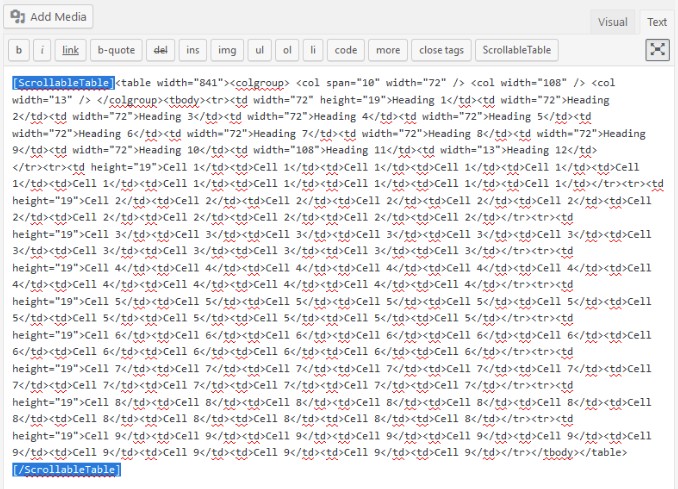 Add Media
Visual
Text
b
i
link
b-quote
del
ins
img
ul
ol
li
code
more
close tags
ScrollableTable
[ScrollableTable]<table width="841"><colgroup> <col span="10" width="72" /> <col width="108" /> <col
width="13" /> </colgroup><tbody><tr><td width="72" height="19">Heading 1</td><td width="72">Heading
2</td><td width="72">Heading 3</td><td width="72">Heading 4</td><td width="72">Heading 5</td><td
width="72">Heading 6</td><td width="72">Heading 7</td><td width="72">Heading 8</td><td width="72">Heading
9</td><td width="72">Heading 10</td><td width="108">Heading 11</td><td width="13">Heading 12</td>
</tr><tr><td height="19">Cell 1</td><td>Cell 1</td><td>Cell 1</td><td>Cell 1</td><td>Cell 1</td><td>Cell
1</td><td>Cell 1</td><td>Cell 1</td><td>Cell 1</td><td>Cell 1</td><td>Cell 1</td><td>Cell 1</td></tr><tr><td
height="19">Cell 2</td><td>Cell 2</td><td>Cell 2</td><td>Cell 2</td><td>Cell 2</td><td>Cell 2</td><td>Cell
2</td><td>Cell 2</td><td>Cell 2</td><td>Cell 2</td><td>Cell 2</td><td>Cell 2</td></tr><tr><td
height="19">Cell 3</td><td>Cell 3</td><td>Cell 3</td><td>Cell 3</td><td>Cell 3</td><td>Cell 3</td><td>Cell
3</td><td>Cell 3</td><td>Cell 3</td><td>Cell 3</td><td>Cell 3</td><td>Cell 3</td></tr><tr><td
height="19">Cell 4</td><td>Cell 4</td><td>Cell 4</td><td>Cell 4</td><td>Cell 4</td><td>Cell 4</td><td>Cell
4</td><td>Cell 4</td><td>Cell 4</td><td>Cell 4</td><td>Cell 4</td><td>Cell 4</td></tr><tr><td
height="19">Cell 5</td><td>Cell 5</td><td>Cell 5</td><td>Cell 5</td><td>Cell 5</td><td>Cell 5</td><td>Cell
5</td><td>Cell 5</td><td>Cell 5</td><td>Cell 5</td><td>Cell 5</td><td>Cell 5</td></tr><tr><td
height="19">Cell 6</td><td>Cell 6</td><td>Cell 6</td><td>Cell 6</td><td>Cell 6</td><td>Cell 6</td><td>Cell
6</td><td>Cell 6</td><td>Cell 6</td><td>Cell 6</td><td>Cell 6</td><td>Cell 6</td></tr><tr><td
height="19">Cell 7</td><td>Cell 7</td><td>Cell 7</td><td>Cell 7</td><td>Cell 7</td><td>Cell 7</td><td>Cell
7</td><td>Cell 7</td><td>Cell 7</td><td>Cell 7</td><td>Cell 7</td><td>Cell 7</td></tr><tr><td
height="19">Cell 8</td><td>Cell 8</td><td>Cell 8</td><td>Cell 8</td><td>Cell 8</td><td>Cell 8</td><td>Cell
8</td><td>Cell 8</td><td>Cell 8</td><td>Cell 8</td><td>Cell 8</td><td>Cell 8</td></tr><tr><td
height="19">Cell 9</td><td>Cell 9</td><td>Cell 9</td><td>Cell 9</td><td>Cell 9</td><td>Cell 9</td><td>Cell
9</td><td>Cell 9</td><td>Cell 9</td><td>Cell 9</td><td>Cell 9</td><td>Cell 9</td></tr></tbody></table>
[/ScrollableTable]